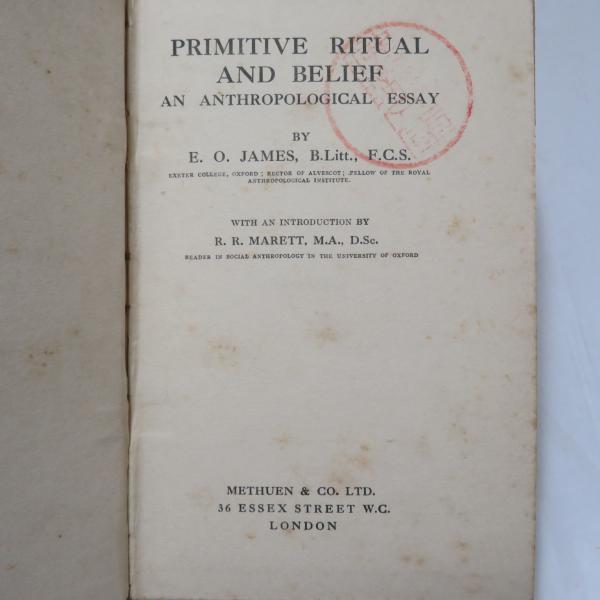 PRIMITIVE RITUAL
AND BELIEF
AN ANTHROPOLOGICAL ESSAY
BY
E. O. JAMES, B.Litt., F.C.S.
EXETER COLLEGE, OXFORD; RECTOR OF ALVESCOT; FELLOW OF THE ROYAL
ANTHROPOLOGICAL INSTITUTE.
WITH AN INTRODUCTION BY
R. R. MARETT, M.A., D.Sc.
READER IN SOCIAL ANTHROPOLOGY IN THE UNIVERSITY OF OXFORD
METHUEN & CO. LTD.
36 ESSEX STREET W.C.
LONDON